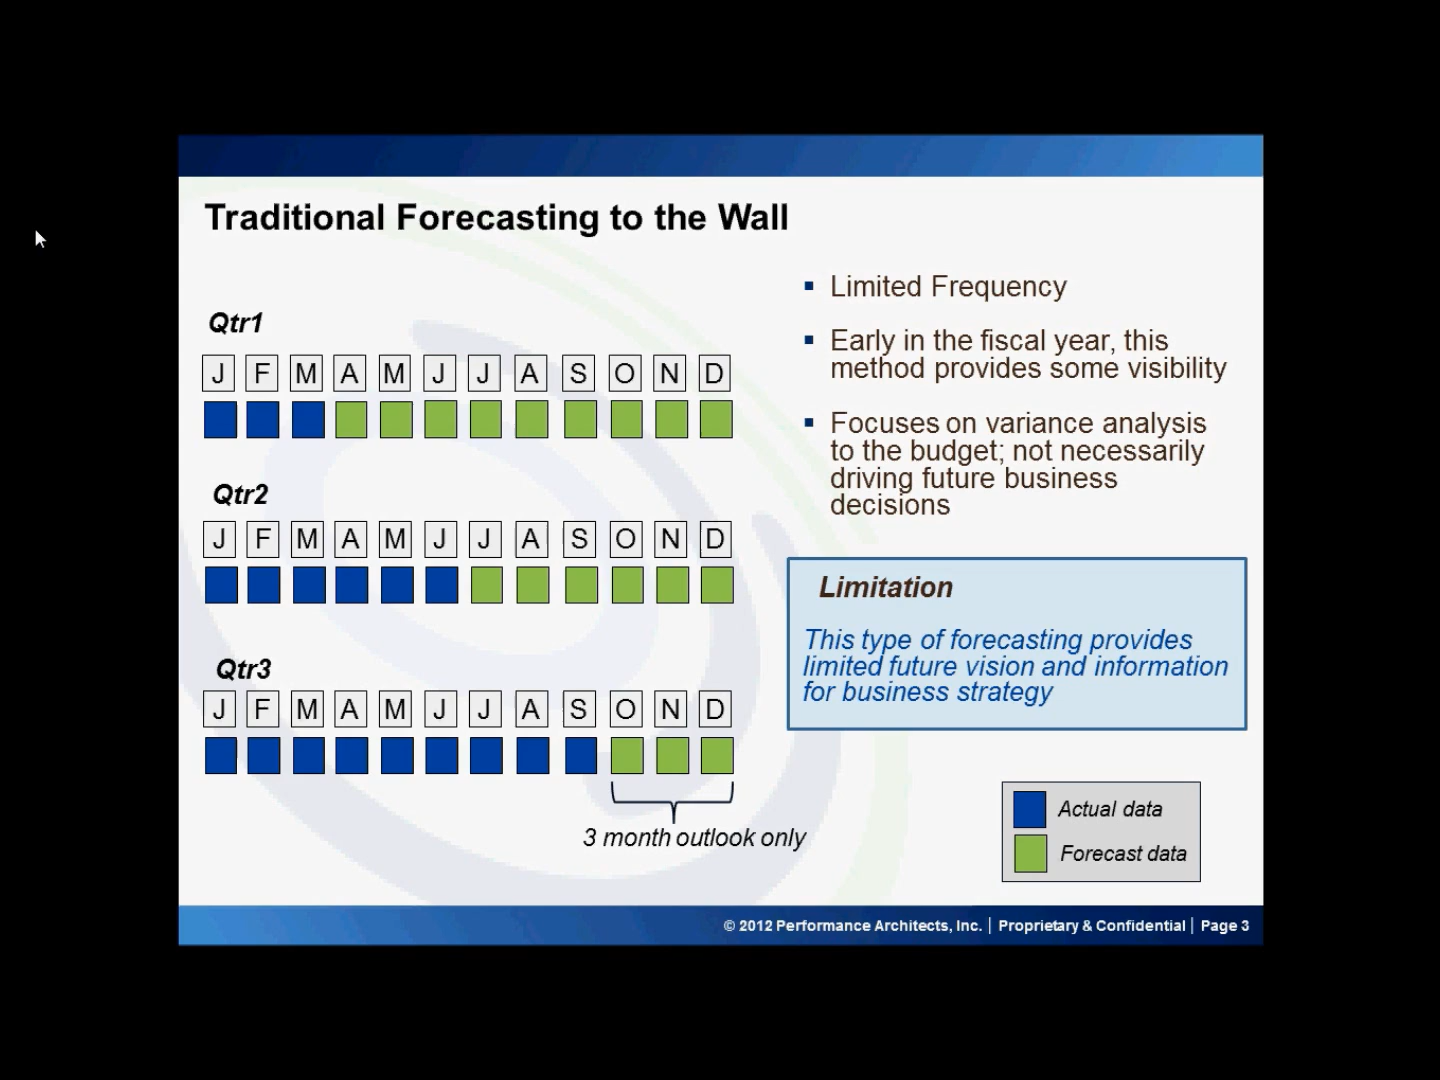 Traditional Forecasting to the Wall
Qtr1
J F M A M J J A S O N D
Qtr2
J F M A M J J A S O N D
Qtr3
J F M A M J J A S O N D
3 month outlook only
▪ Limited Frequency
▪ Early in the fiscal year, this
method provides some visibility
▪ Focuses on variance analysis
to the budget; not necessarily
driving future business
decisions
Limitation
This type of forecasting provides
limited future vision and information
for business strategy
Actual data
Forecast data
© 2012 Performance Architects, Inc. | Proprietary & Confidential | Page 3